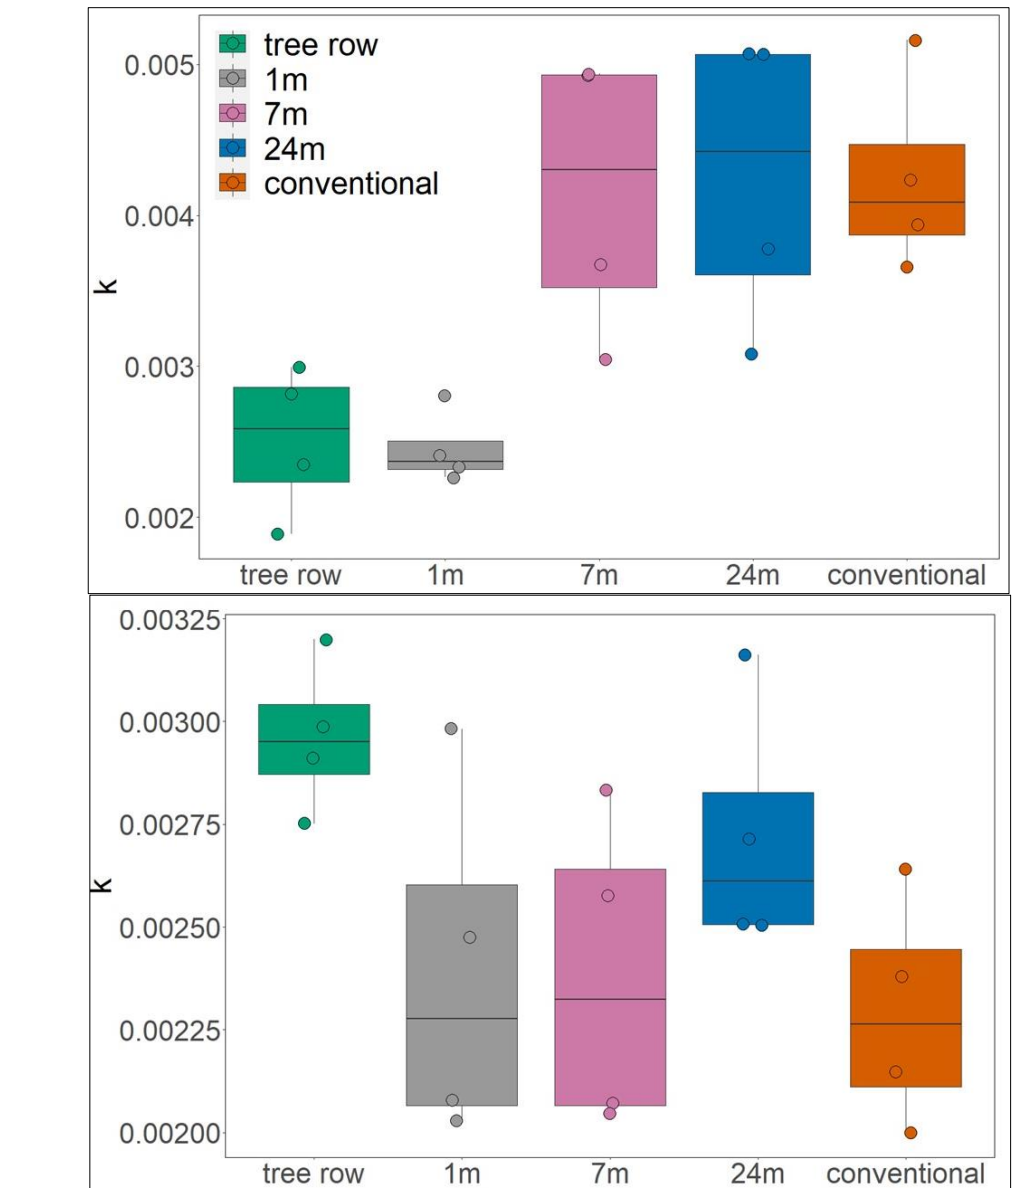 0.005
0.004
0.003
0.002
k
tree row
1m
7m
24m
conventional
tree row 1m 7m 24m conventional
0.00325
0.00300
0.00275
0.00250
0.00225
0.00200
k
tree row 1m 7m 24m conventional